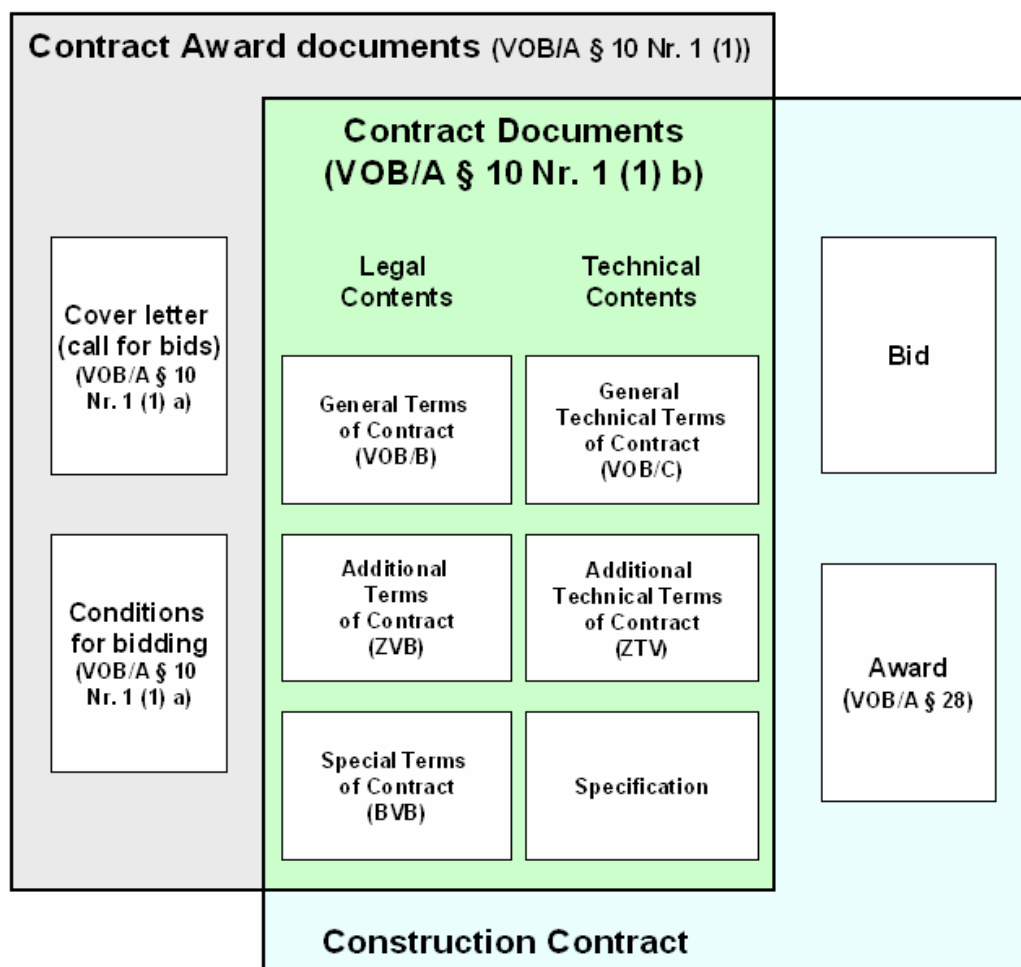 Contract Award documents (VOB/A § 10 Nr. 1 (1))
Contract Documents
(VOB/A § 10 Nr. 1 (1) b)
Legal
Contents
Technical
Contents
Cover letter
(call for bids)
(VOB/A § 10
Nr. 1 (1) a)
Conditions
for bidding
(VOB/A § 10
Nr. 1 (1) a)
General Terms
of Contract
(VOB/B)
General
Technical Terms
of Contract
(VOB/C)
Additional
Terms
of Contract
(ZVB)
Additional
Technical Terms
of Contract
(ZTV)
Special Terms
of Contract
(BVB)
Specification
Bid
Award
(VOB/A § 28)
Construction Contract